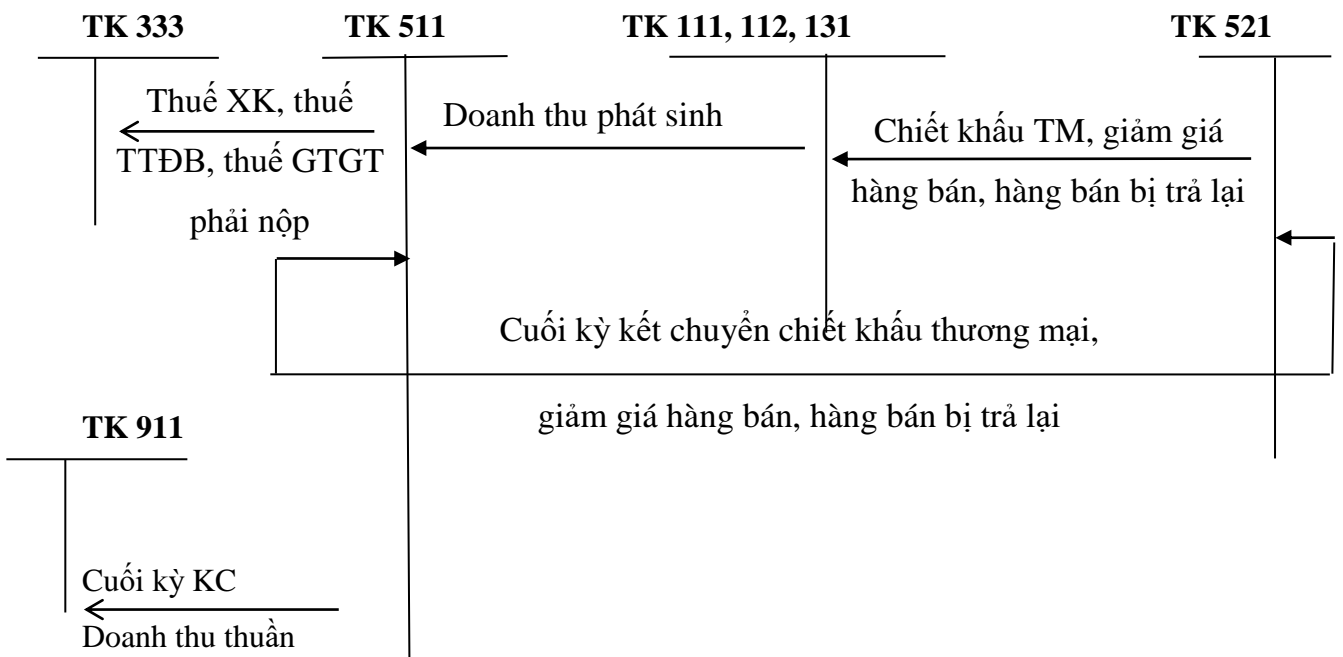 TK 333 TK 511 TK 111, 112, 131 TK 521
Thuế XK, thuế
TTĐB, thuế GTGT
phải nộp
Doanh thu phát sinh
Chiết khấu TM, giảm giá
hàng bán, hàng bán bị trả lại
Cuối kỳ kết chuyển chiết khấu thương mại,
giảm giá hàng bán, hàng bán bị trả lại
TK 911
Cuối kỳ KC
Doanh thu thuần